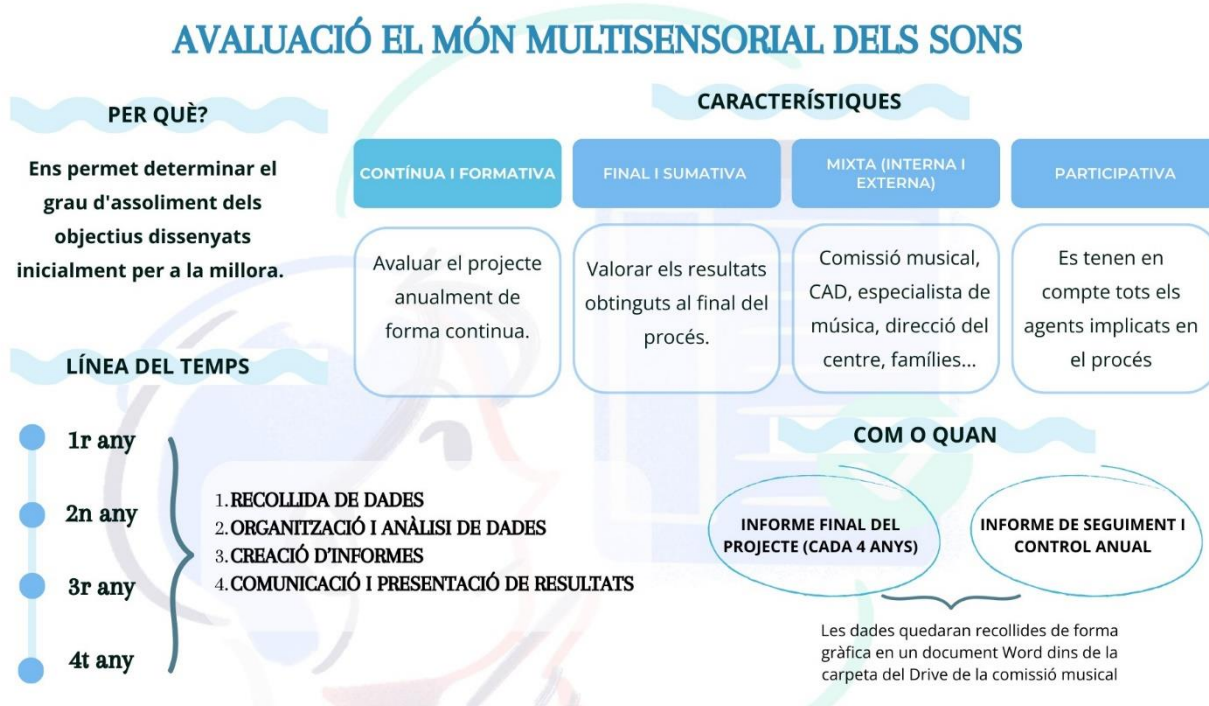 AVALUACIÓ EL MÓN MULTISENSORIAL DELS SONS
PER QUÈ?
Ens permet determinar el
grau d'assoliment dels
objectius dissenyats
inicialment per a la millora.
CARACTERÍSTIQUES
CONTÍNUA I FORMATIVA
Avaluar el projecte
anualment de
forma continua.
FINAL I SUMATIVA
Valorar els resultats
obtinguts al final del
procés.
MIXTA (INTERNA I
EXTERNA)
Comissió musical,
CAD, especialista de
música, direcció del
centre, famílies...
PARTICIPATIVA
Es tenen en
compte tots els
agents implicats en
el procés
LÍNEA DEL TEMPS
1r any
2n any
3r any
4t any
1. RECOLLIDA DE DADES
2. ORGANITZACIÓ I ANÀLISI DE DADES
3. CREACIÓ D'INFORMES
4. COMUNICACIÓ I PRESENTACIÓ DE RESULTATS
COM O QUAN
INFORME FINAL DEL
PROJECTE (CADA 4 ANYS)
INFORME DE SEGUIMENT I
CONTROL ANUAL
Les dades quedaran recollides de forma
gràfica en un document Word dins de la
carpeta del Drive de la comissió musical